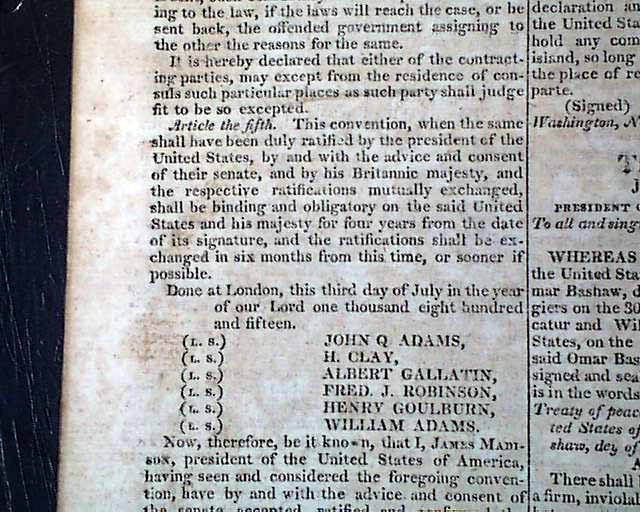 ing to the law, if the laws will reach the case, or be
sent back, the offended government assigning to
the other the reasons for the same.
It is hereby declared that either of the contract-
ing parties, may except from the residence of con-
suls such particular places as such party shall judge
fit to be so excepted.
Article the fifth. This convention, when the same
shall have been duly ratified by the president of the
United States, by and with the advice and consent
of their senate, and by his Britannic majesty, and
the respective ratifications mutually exchanged,
shall be binding and obligatory on the said United
States and his majesty for four years from the date
of its signature, and the ratifications shall be ex-
changed in six months from this time, or sooner if
possible.
Done at London, this third day of July in the year
of our Lord one thousand eight hundred
and fifteen.
(L. S.) JOHN Q ADAMS,
(L. S.) H. CLAY,
(L. S.) ALBERT GALLATIN,
(L. S.) FRED. J. ROBINSON,
(L. S.) HENRY GOULBURN,
(L. S.) WILLIAM ADAMS.
Now, therefore, be it known, that I, JAMES MADI-
SON, president of the United States of America,
having seen and considered the foregoing conven-
tion, have by and with the advice and consent of
the senate accepted, ratified and confirmed the
declaration an
the United Sta
hold any com
island, so long
the place of re
parte.
(Signed)
Washington, N
T
PRESIDENT
To all and sing
WHEREAS
the United Sta
mar Bashaw, d
giers on the 30
catur and Wil
States, on the
said Omar Bas
signed and sea
is in the words
Treaty of peac
ted States of
shaw, dey of
There shall
a firm, inviolal